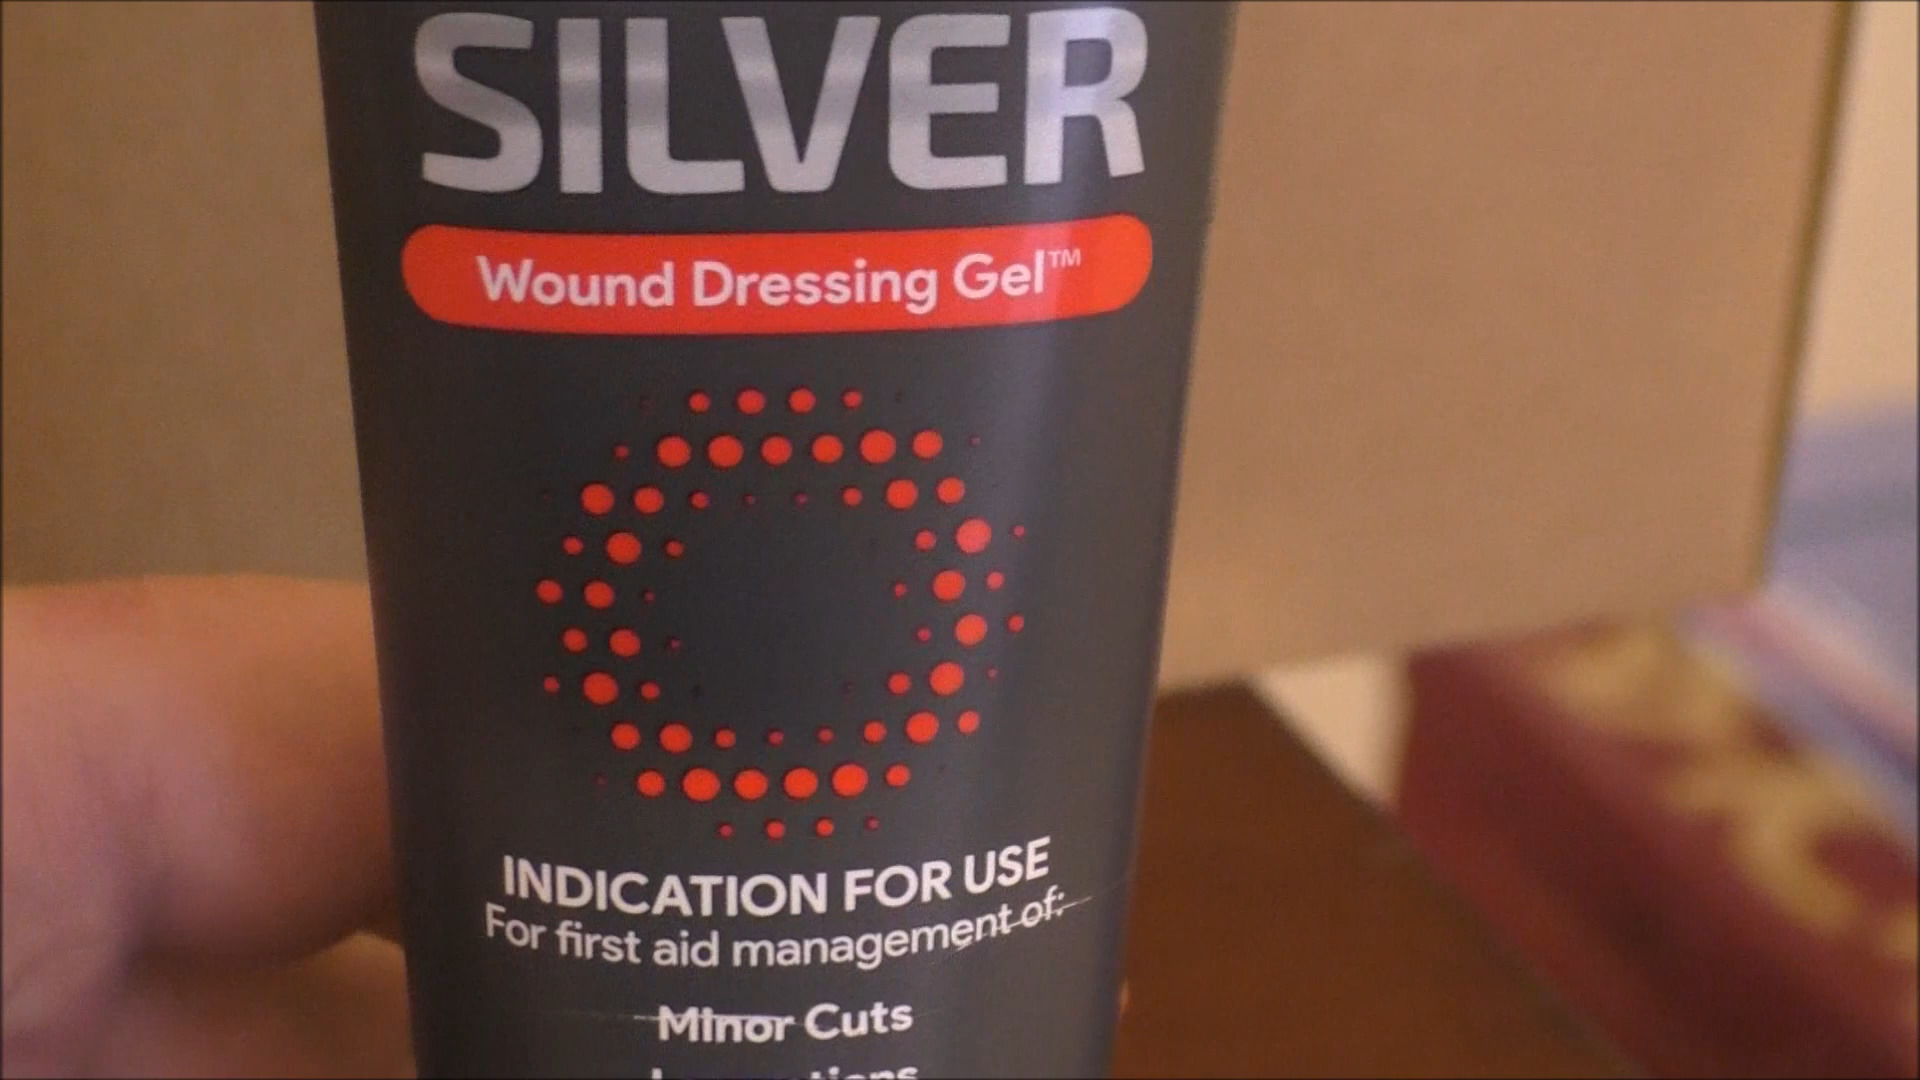 SILVER
Wound Dressing Gel™
INDICATION FOR USE
For first aid management of:
Minor Cuts